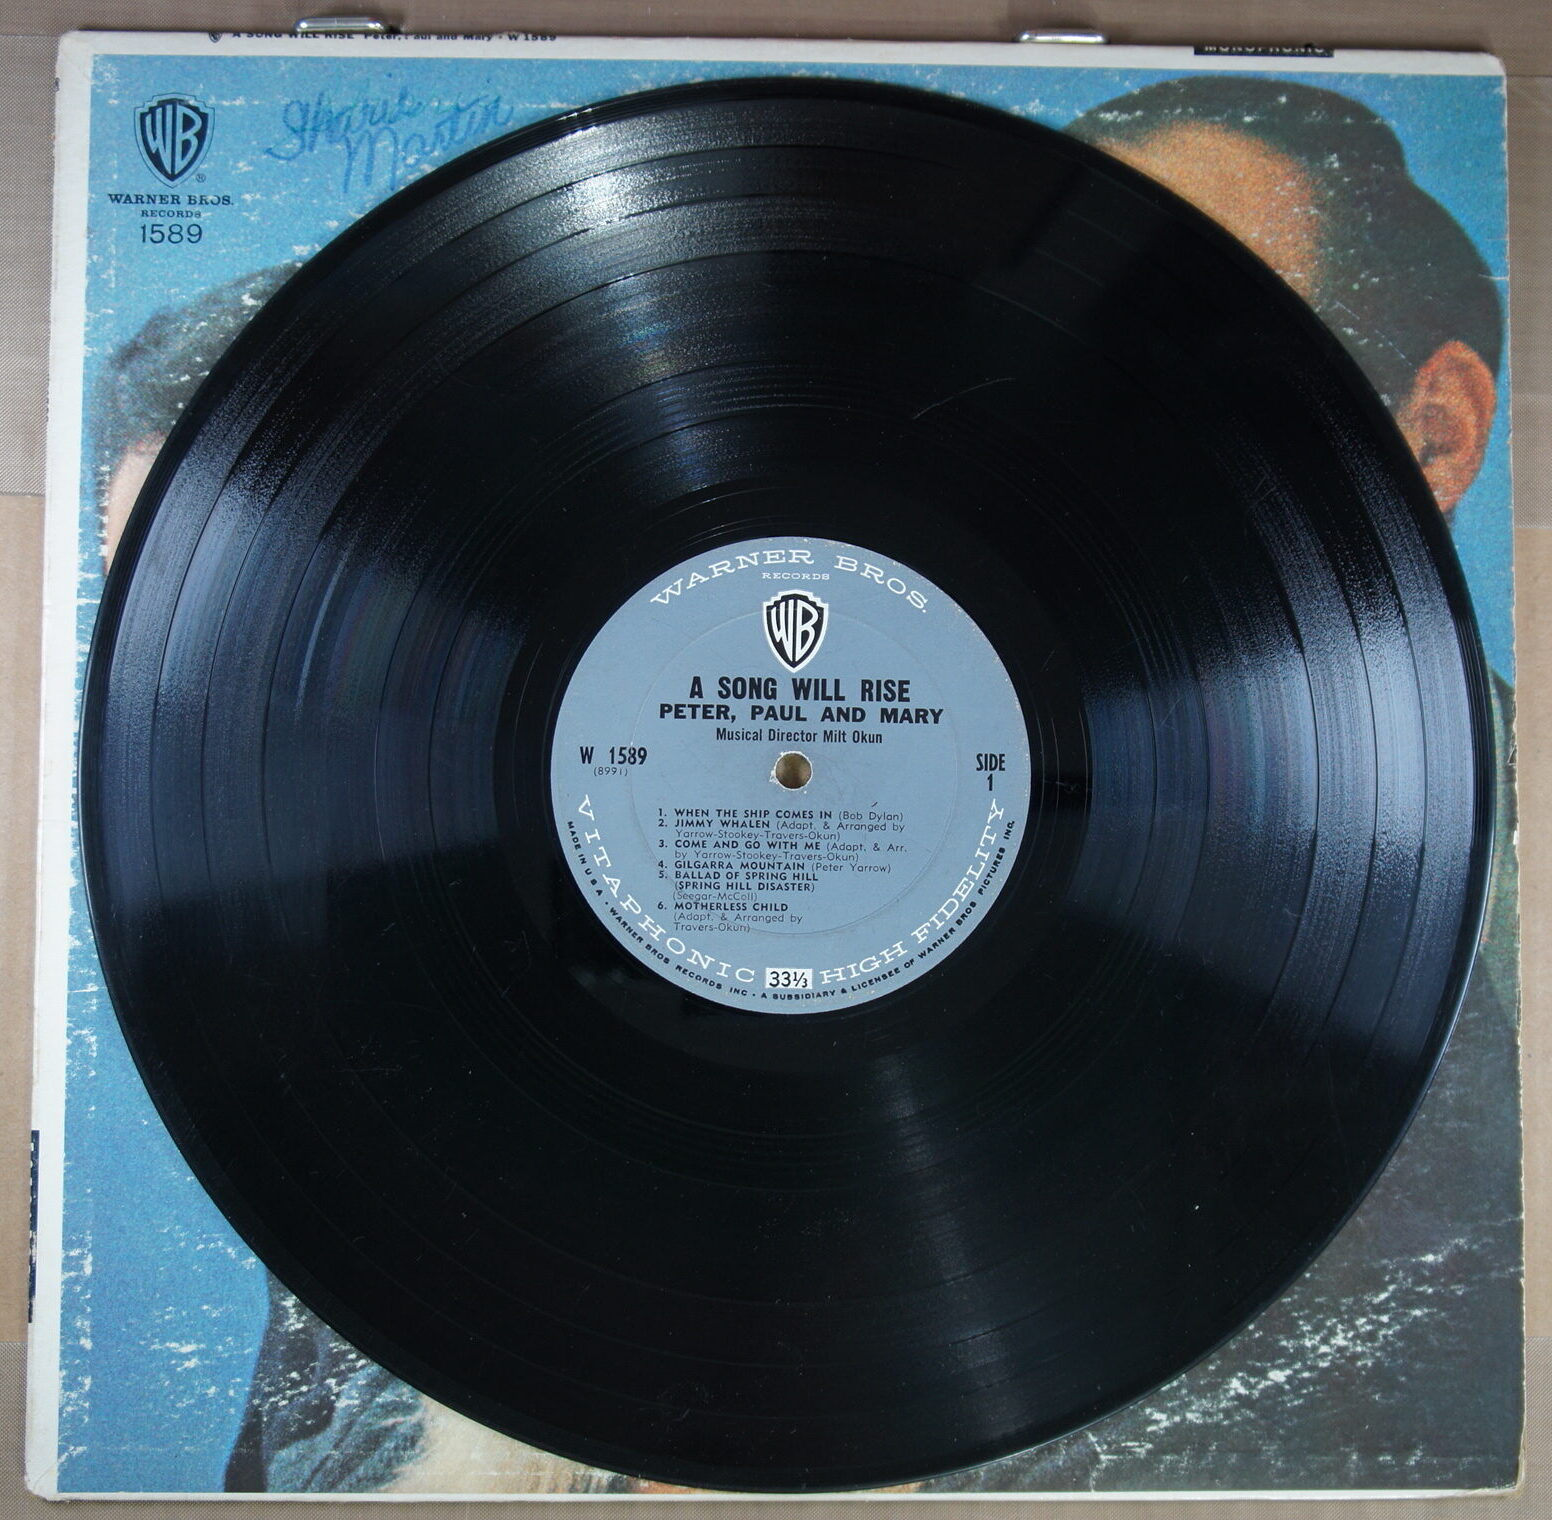 A SONG WILL RISE Peter, Paul and Mary · W 1589
MONOPHONIC
WB
®
WARNER BROS.
RECORDS
1589
Martin
WARNER BROS.
RECORDS
WB
A SONG WILL RISE
PETER, PAUL AND MARY
Musical Director Milt Okun
W 1589
(8991)
SIDE
1
1. WHEN THE SHIP COMES IN (Bob Dylan)
2. JIMMY WHALEN (Adapt. & Arranged by
Yarrow-Stookey-Travers-Okun)
3. COME AND GO WITH ME (Adapt. & Arr.
by Yarrow-Stookey-Travers-Okun)
4. GILGARRA MOUNTAIN (Peter Yarrow)
5. BALLAD OF SPRING HILL
(SPRING HILL DISASTER)
(Seegar-McColl)
6. MOTHERLESS CHILD
(Adapt. & Arranged by
Travers-Okun)
VITAPHONIC 33⅓ HIGH FIDELITY
MADE IN U.S.A. · WARNER BROS. RECORDS, INC. · A SUBSIDIARY & LICENSEE OF WARNER BROS. PICTURES INC.